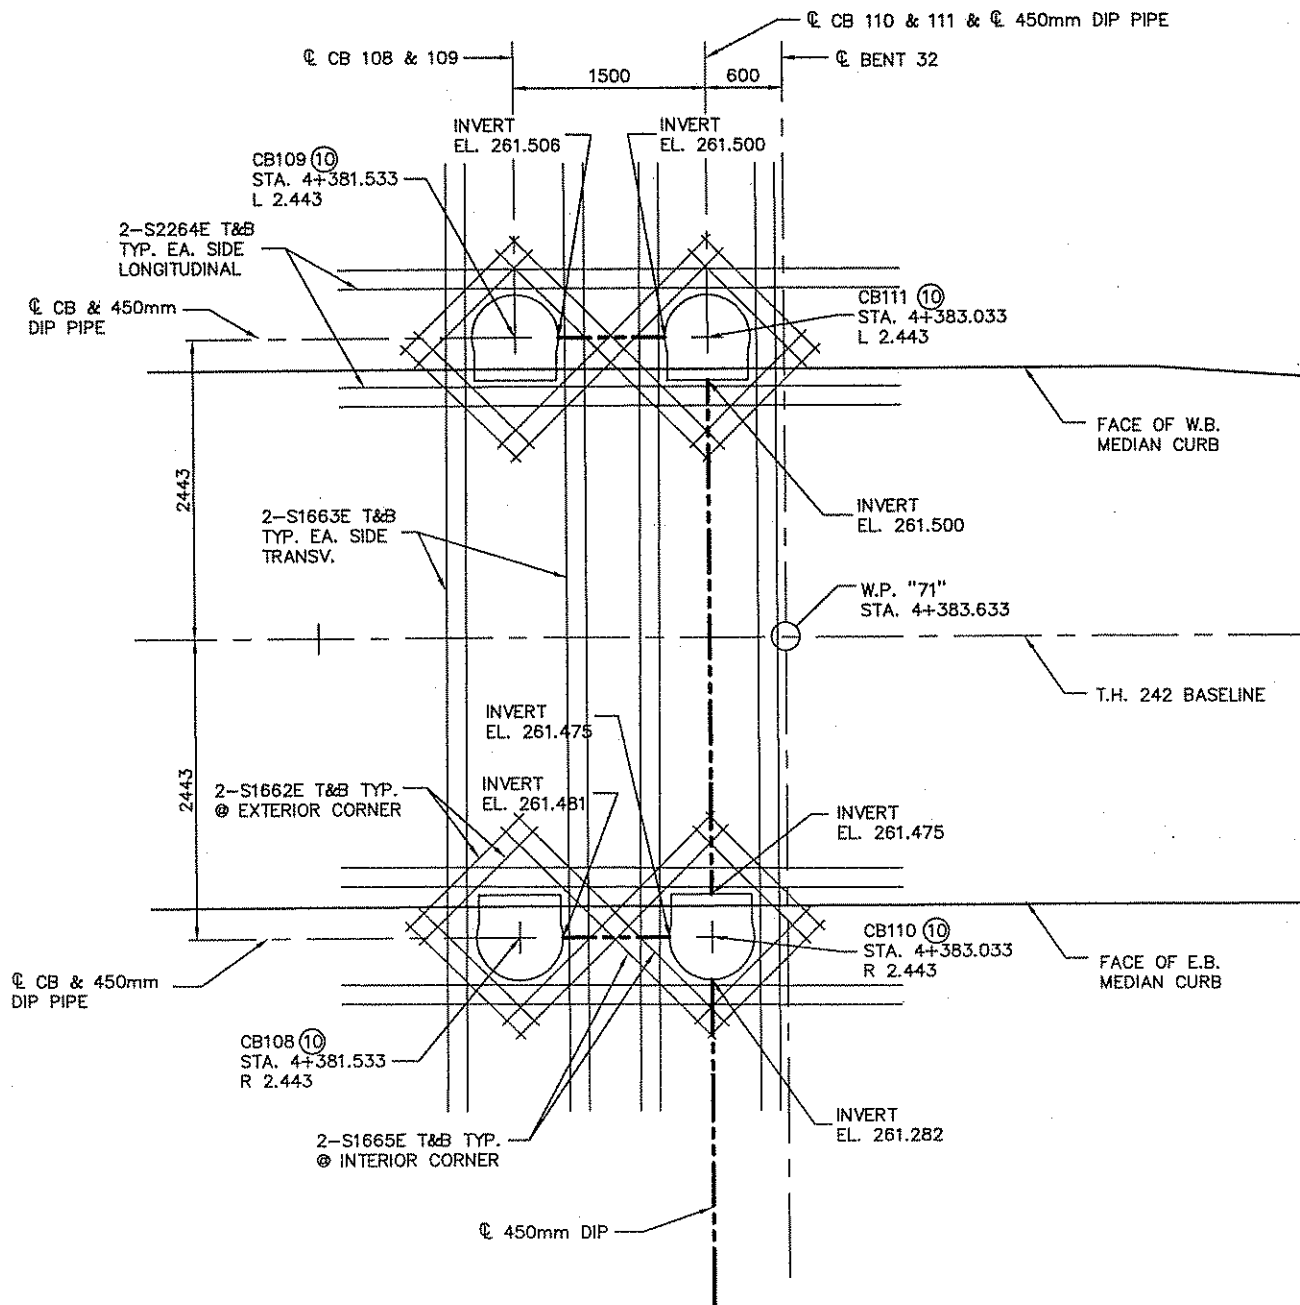 ℄ CB 110 & 111 & ℄ 450mm DIP PIPE
℄ CB 108 & 109
℄ BENT 32
1500
600
INVERT
EL. 261.506
INVERT
EL. 261.500
CB109 10
STA. 4+381.533
L 2.443
2-S2264E T&B
TYP. EA. SIDE
LONGITUDINAL
℄ CB & 450mm
DIP PIPE
CB111 10
STA. 4+383.033
L 2.443
FACE OF W.B.
MEDIAN CURB
2443
2-S1663E T&B
TYP. EA. SIDE
TRANSV.
INVERT
EL. 261.500
W.P. "71"
STA. 4+383.633
T.H. 242 BASELINE
2443
INVERT
EL. 261.475
2-S1662E T&B TYP.
@ EXTERIOR CORNER
INVERT
EL. 261.481
INVERT
EL. 261.475
CB110 10
STA. 4+383.033
R 2.443
FACE OF E.B.
MEDIAN CURB
℄ CB & 450mm
DIP PIPE
CB108 10
STA. 4+381.533
R 2.443
2-S1665E T&B TYP.
@ INTERIOR CORNER
INVERT
EL. 261.282
℄ 450mm DIP